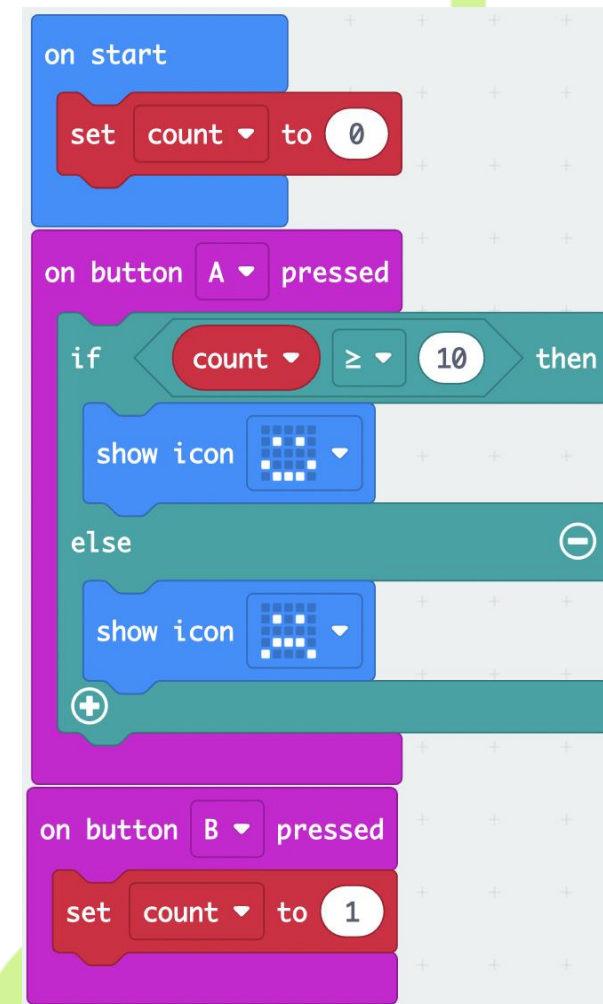 on start
set count to 0
on button A pressed
if count ≥ 10 then
show icon
else
show icon
on button B pressed
set count to 1